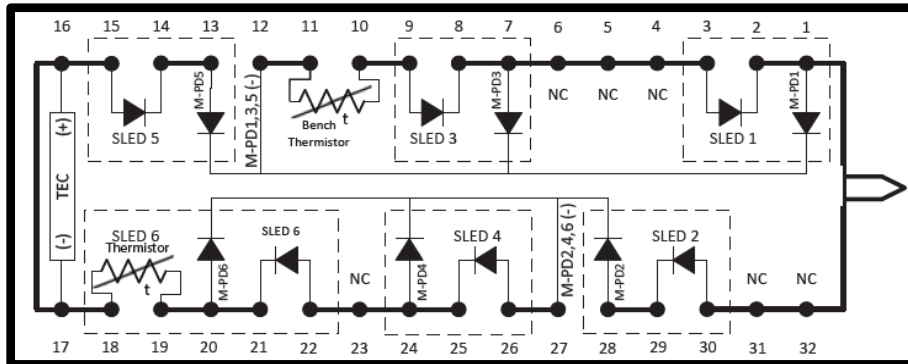 16 15 14 13 12 11 10 9 8 7 6 5 4 3 2 1
M-PD5
M-PD1,3,5 (-)
M-PD3
NC NC NC
M-PD1
SLED 5
t
Bench
Thermistor
SLED 3
SLED 1
(+)
TEC
(-)
SLED 6
Thermistor
t
M-PD6
SLED 6
NC
M-PD4
SLED 4
M-PD2,4,6 (-)
M-PD2
SLED 2
NC NC
17 18 19 20 21 22 23 24 25 26 27 28 29 30 31 32